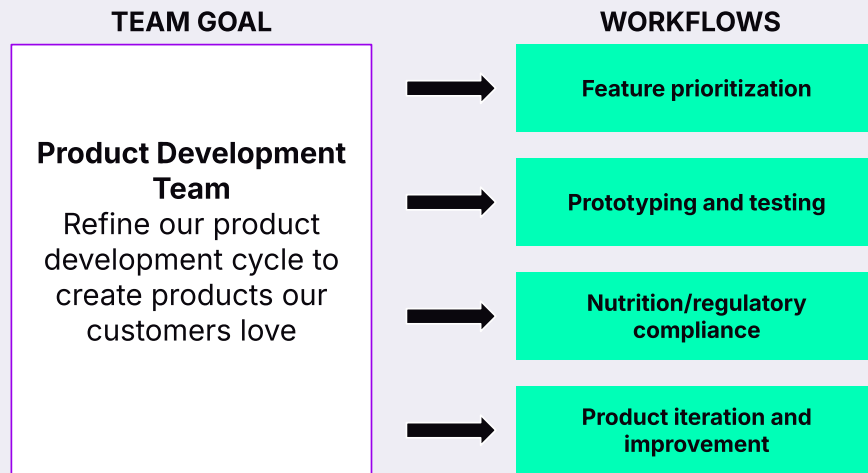 TEAM GOAL
WORKFLOWS
Product Development
Team
Refine our product
development cycle to
create products our
customers love
Feature prioritization
Prototyping and testing
Nutrition/regulatory
compliance
Product iteration and
improvement